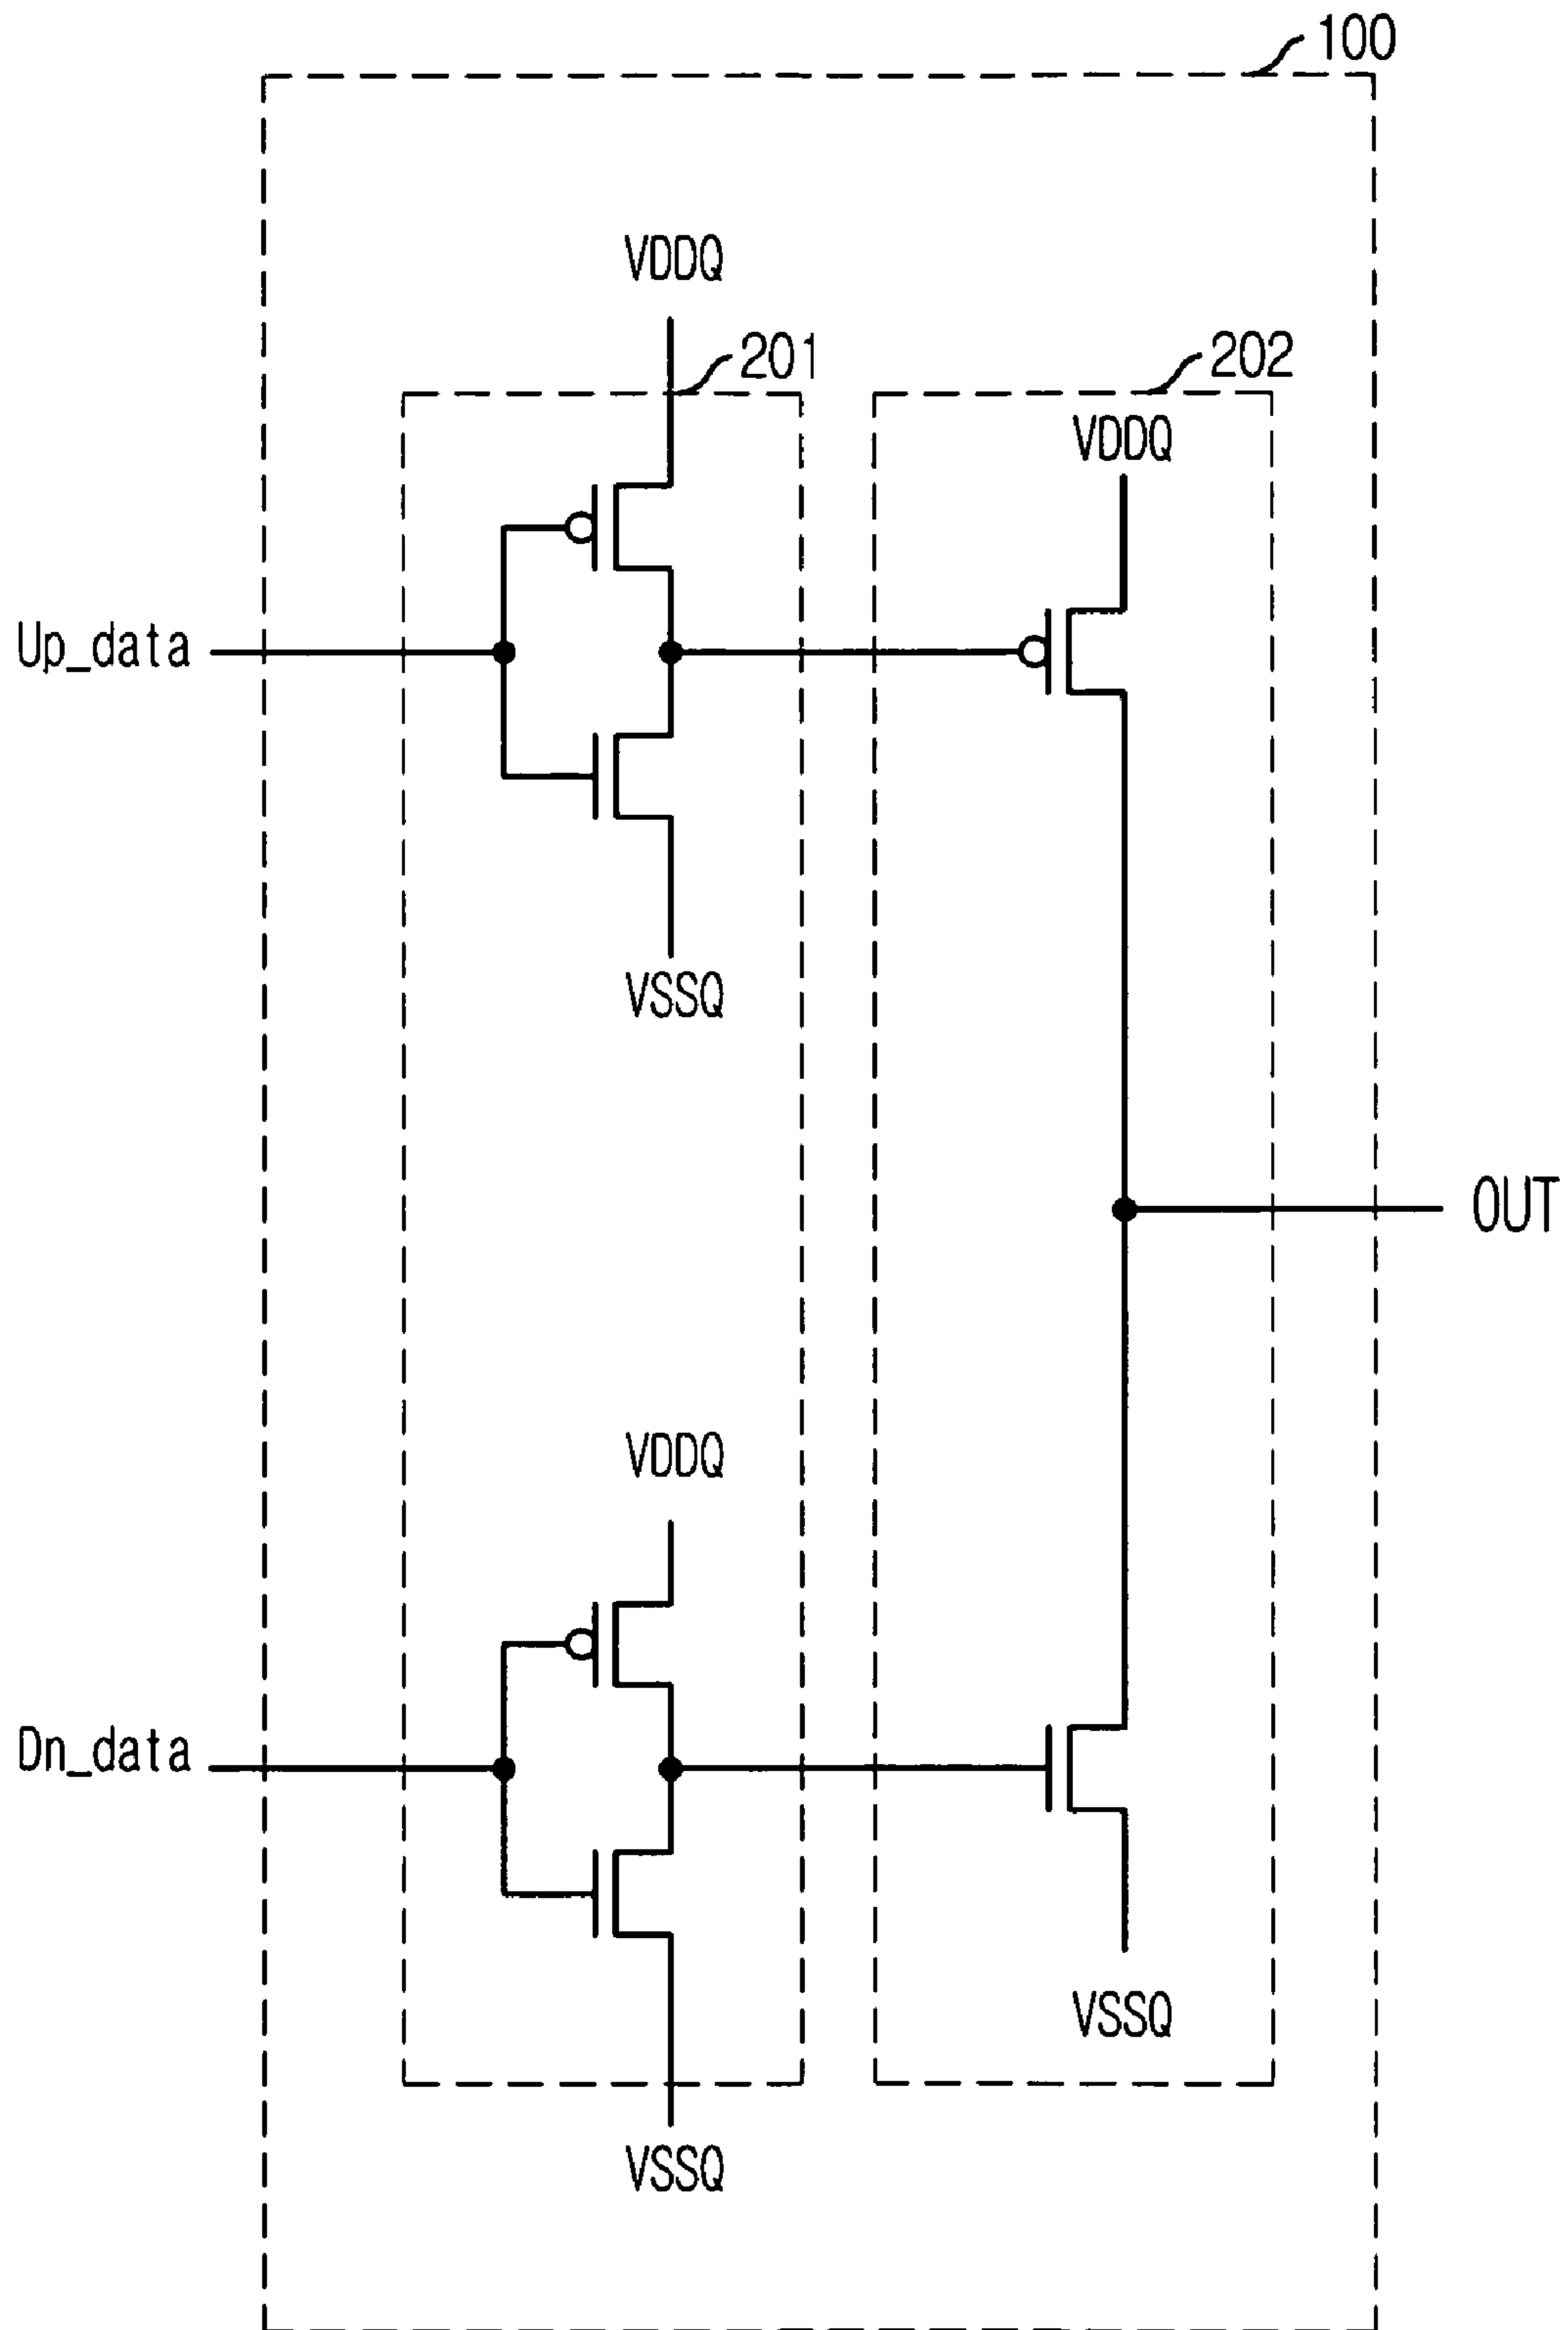 100
VDDQ
201
202
VDDQ
Up_data
VSSQ
OUT
VDDQ
Dn_data
VSSQ
VSSQ